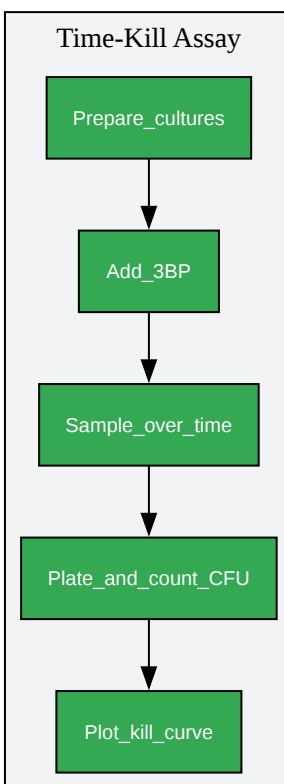 Time-Kill Assay
Prepare_cultures
Add_3BP
Sample_over_time
Plate_and_count_CFU
Plot_kill_curve